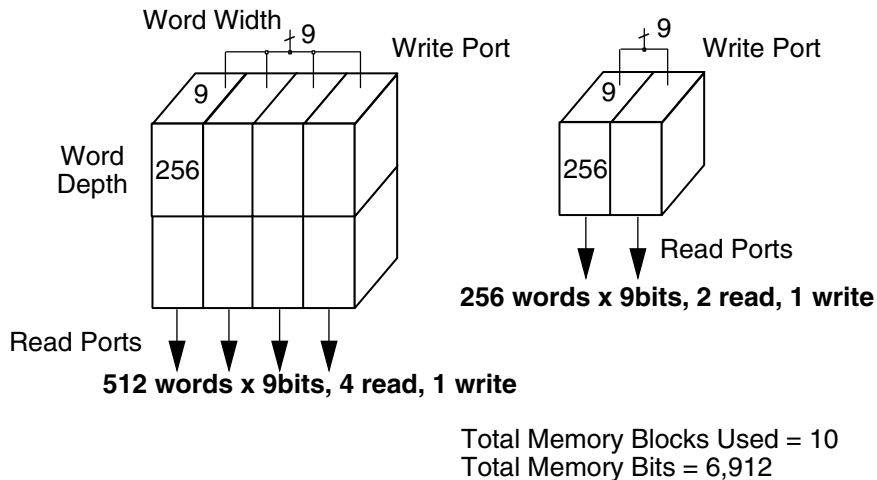 Word Width
9
Write Port
9
256
Word
Depth
Read Ports
512 words x 9bits, 4 read, 1 write
9
Write Port
9
256
Read Ports
256 words x 9bits, 2 read, 1 write
Total Memory Blocks Used = 10
Total Memory Bits = 6,912